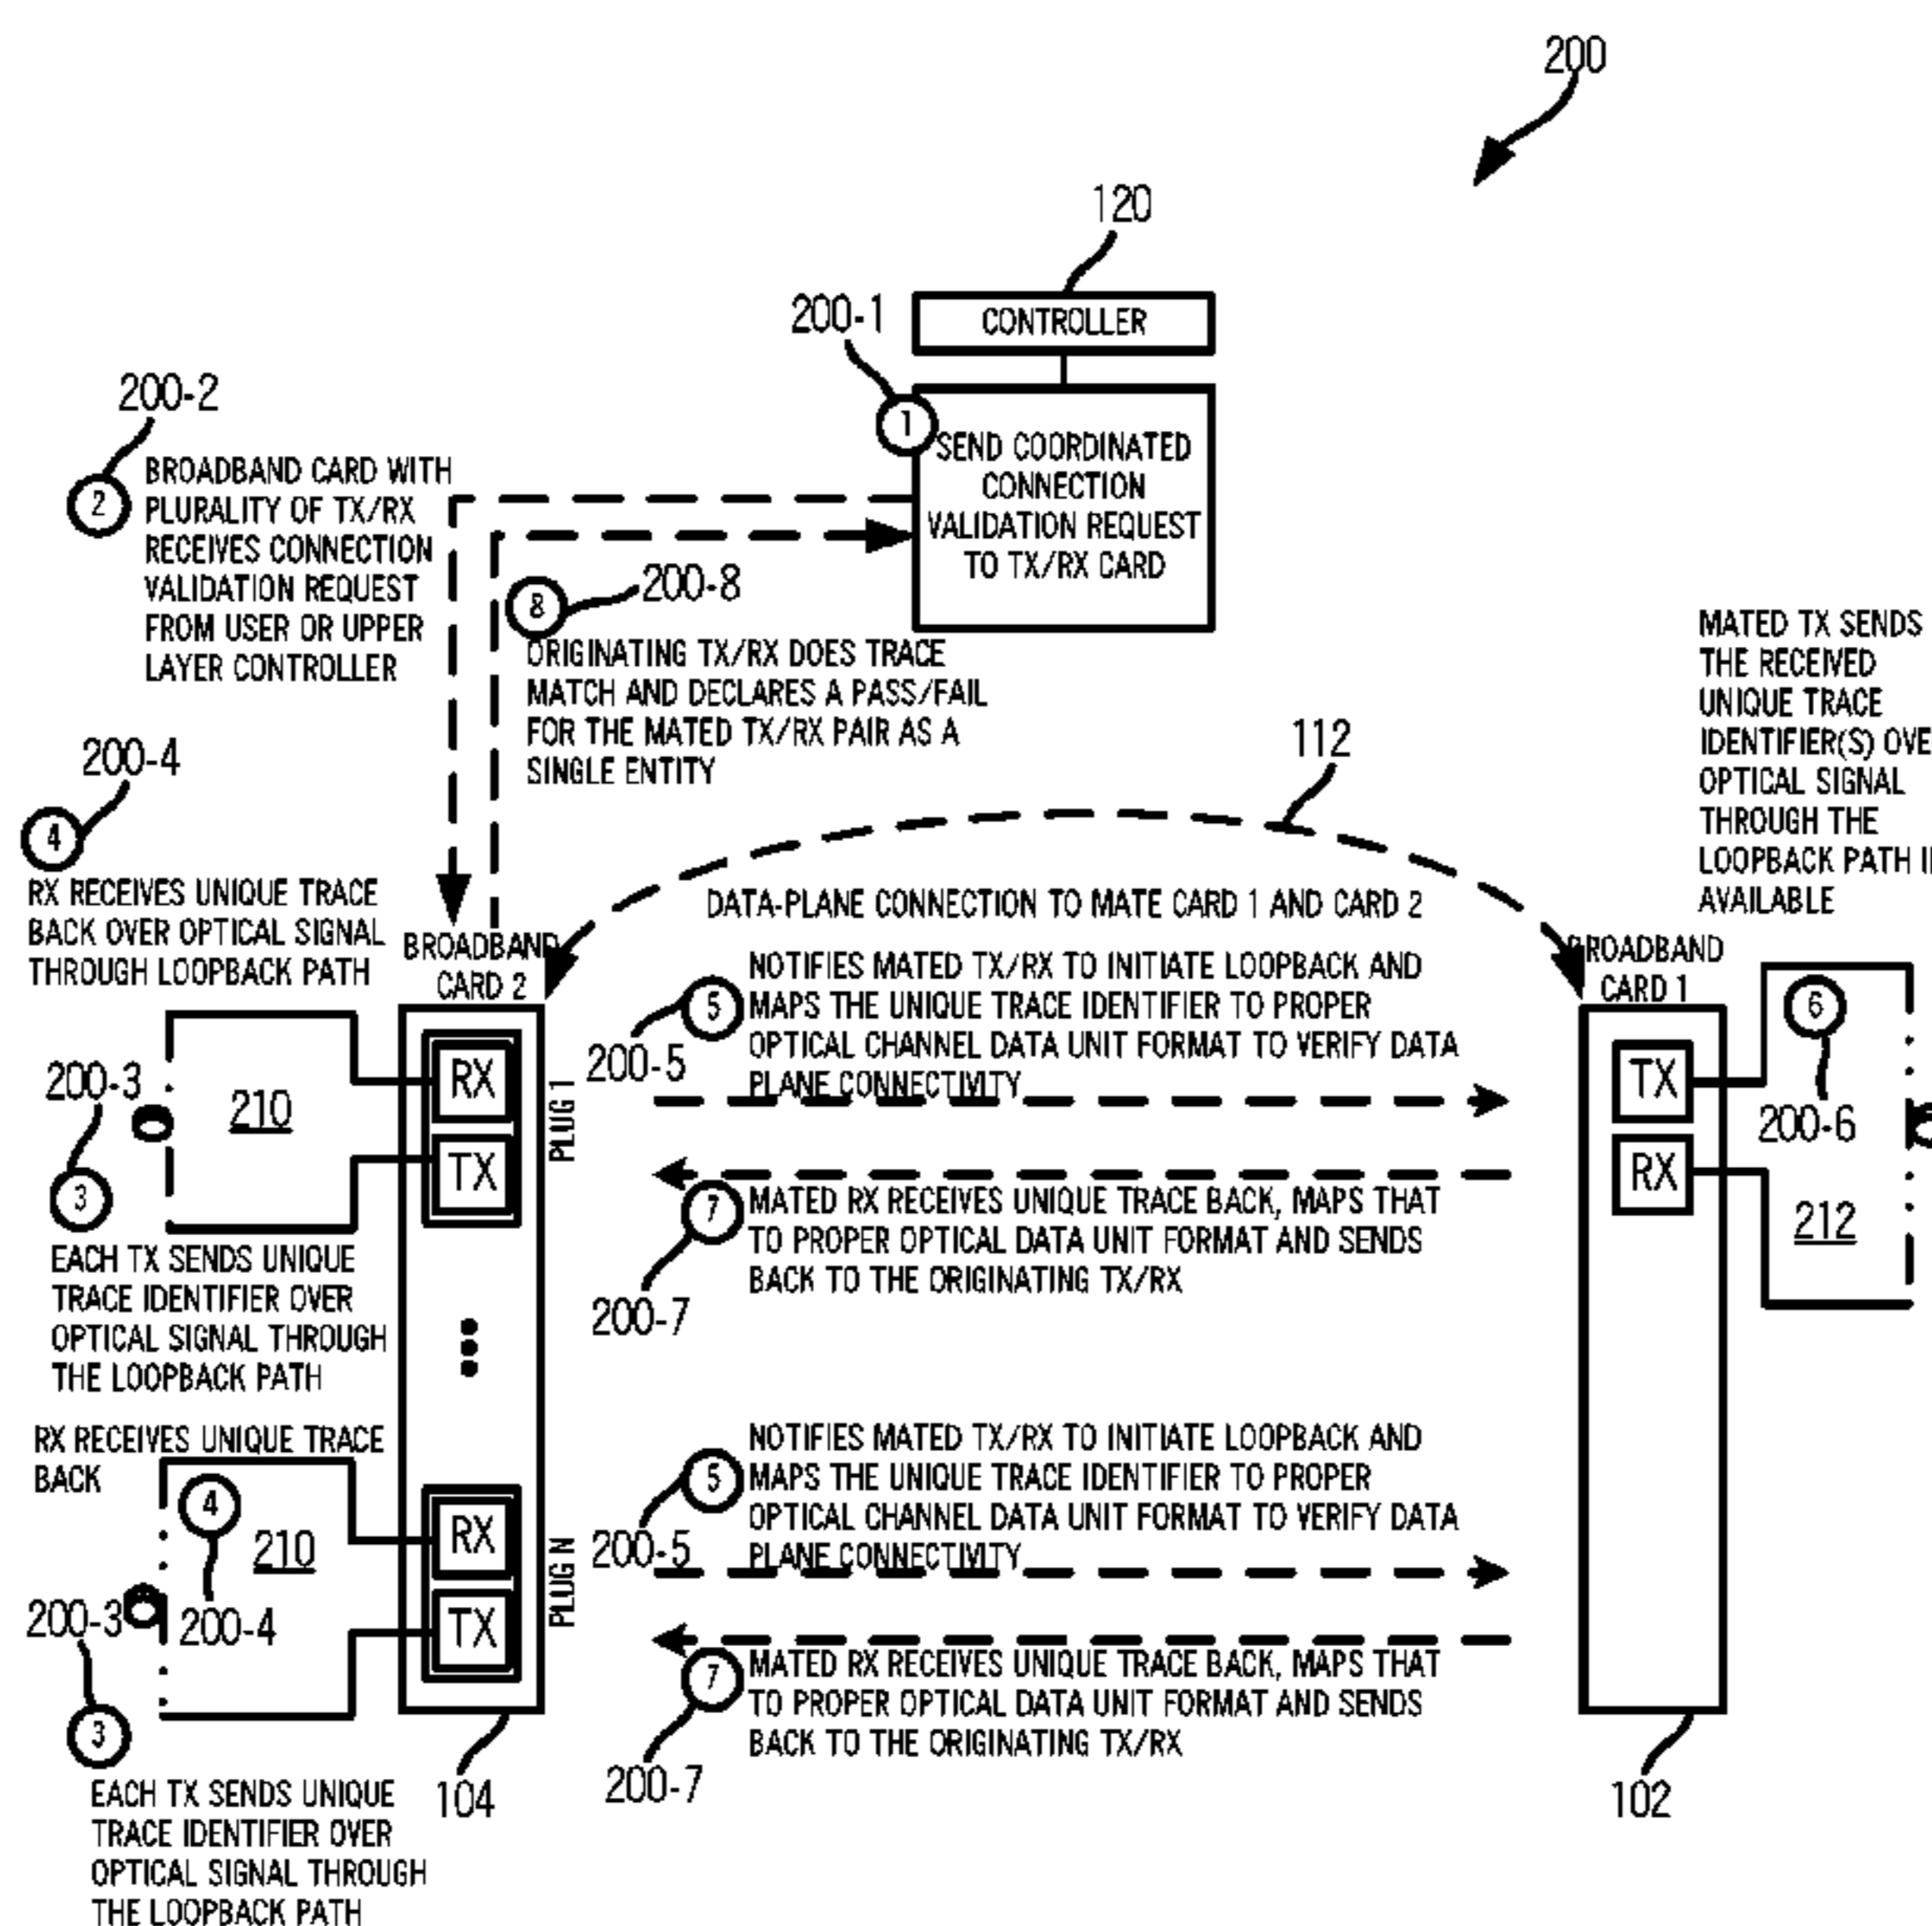 200
120
CONTROLLER
200-1
1
SEND COORDINATED
CONNECTION
VALIDATION REQUEST
TO TX/RX CARD
200-2
2
BROADBAND CARD WITH
PLURALITY OF TX/RX
RECEIVES CONNECTION
VALIDATION REQUEST
FROM USER OR UPPER
LAYER CONTROLLER
8
200-8
ORIGINATING TX/RX DOES TRACE
MATCH AND DECLARES A PASS/FAIL
FOR THE MATED TX/RX PAIR AS A
SINGLE ENTITY
112
MATED TX SENDS
THE RECEIVED
UNIQUE TRACE
IDENTIFIER(S) OVE
OPTICAL SIGNAL
THROUGH THE
LOOPBACK PATH I
AVAILABLE
200-4
4
RX RECEIVES UNIQUE TRACE
BACK OVER OPTICAL SIGNAL
THROUGH LOOPBACK PATH
DATA-PLANE CONNECTION TO MATE CARD 1 AND CARD 2
BROADBAND
CARD 2
BROADBAND
CARD 1
5
200-5
NOTIFIES MATED TX/RX TO INITIATE LOOPBACK AND
MAPS THE UNIQUE TRACE IDENTIFIER TO PROPER
OPTICAL CHANNEL DATA UNIT FORMAT TO VERIFY DATA
PLANE CONNECTIVITY
200-3
210
RX
TX
PLUG 1
3
EACH TX SENDS UNIQUE
TRACE IDENTIFIER OVER
OPTICAL SIGNAL THROUGH
THE LOOPBACK PATH
TX
RX
6
200-6
212
7
200-7
MATED RX RECEIVES UNIQUE TRACE BACK, MAPS THAT
TO PROPER OPTICAL DATA UNIT FORMAT AND SENDS
BACK TO THE ORIGINATING TX/RX
RX RECEIVES UNIQUE TRACE
BACK
4
200-4
210
RX
TX
PLUG N
200-3
3
EACH TX SENDS UNIQUE
TRACE IDENTIFIER OVER
OPTICAL SIGNAL THROUGH
THE LOOPBACK PATH
5
200-5
NOTIFIES MATED TX/RX TO INITIATE LOOPBACK AND
MAPS THE UNIQUE TRACE IDENTIFIER TO PROPER
OPTICAL CHANNEL DATA UNIT FORMAT TO VERIFY DATA
PLANE CONNECTIVITY
7
200-7
MATED RX RECEIVES UNIQUE TRACE BACK, MAPS THAT
TO PROPER OPTICAL DATA UNIT FORMAT AND SENDS
BACK TO THE ORIGINATING TX/RX
104
102